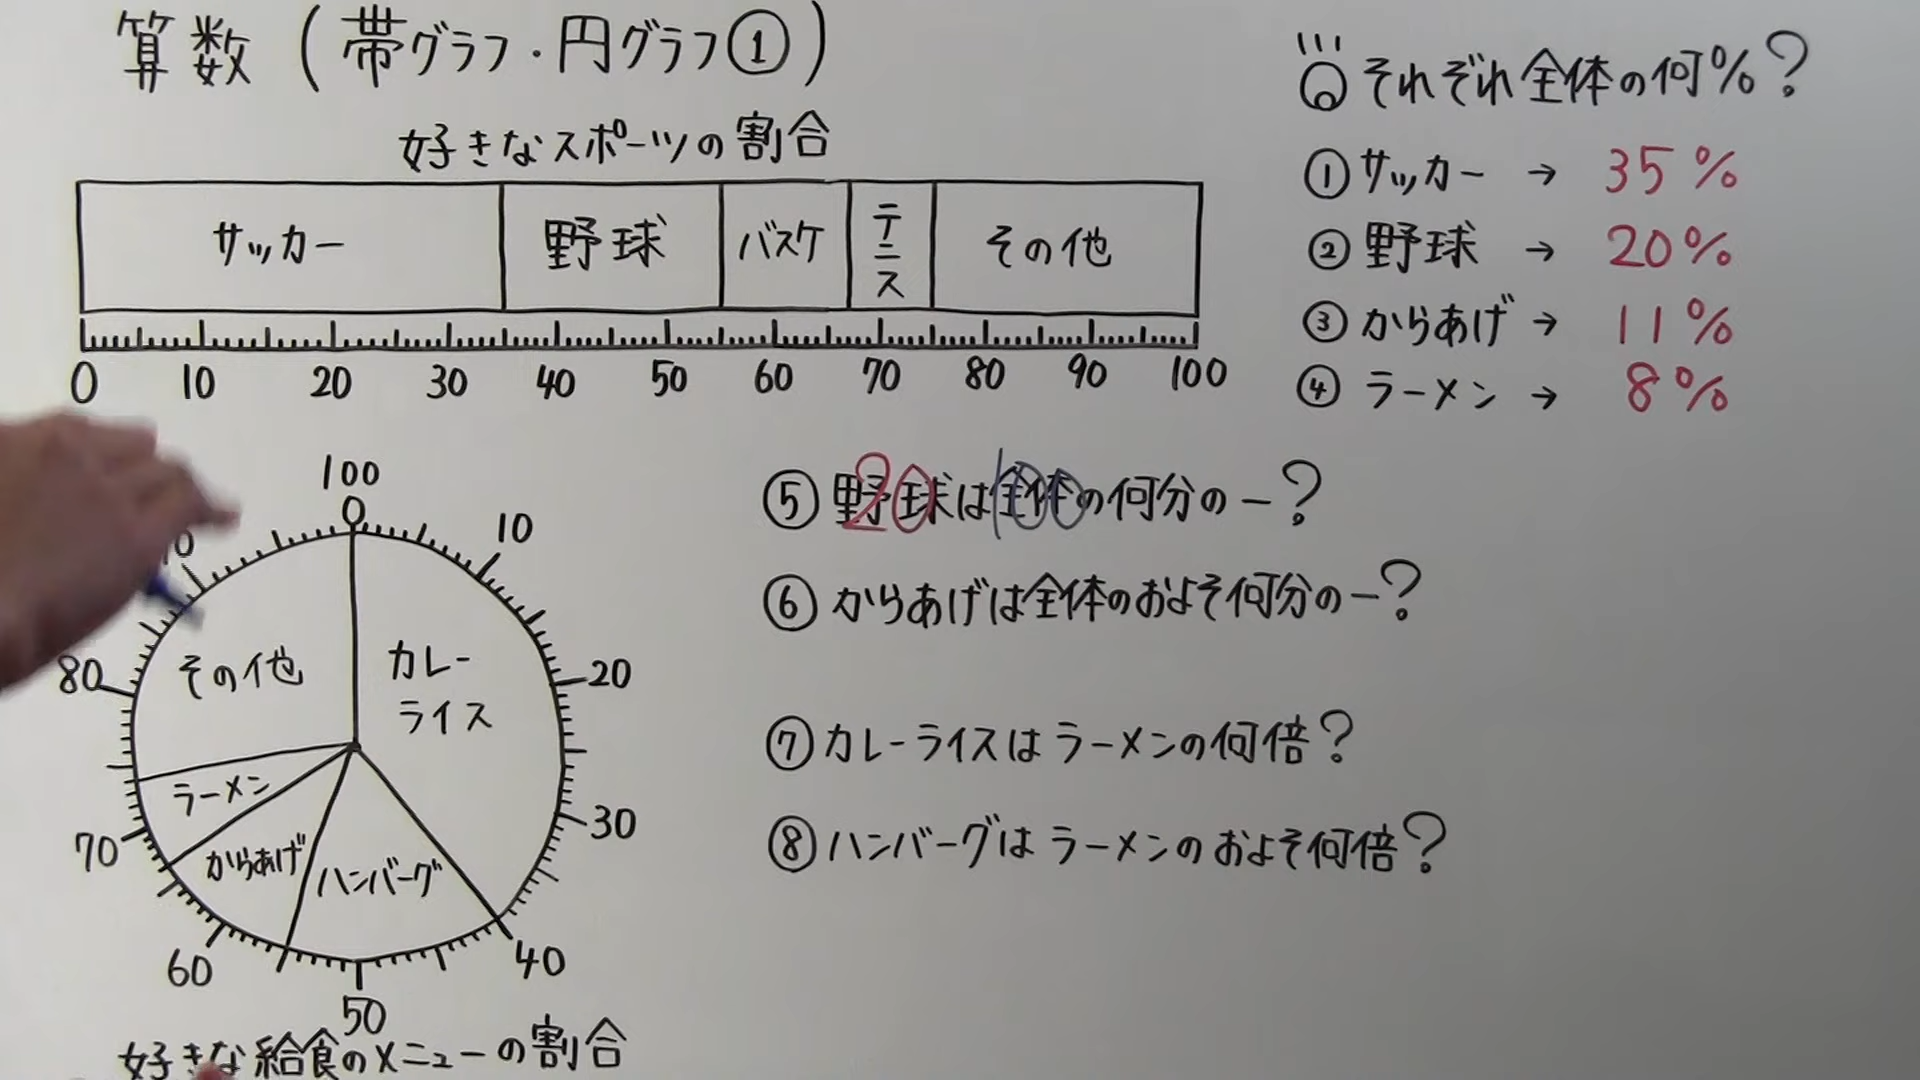 算数(帯グラフ・円グラフ①)
好きなスポーツの割合
サッカー 野球 バスケ テニス その他
0 10 20 30 40 50 60 70 80 90 100
それぞれ全体の何%?
①サッカー → 35%
②野球 → 20%
③からあげ → 11%
④ラーメン → 8%
⑤野球は全体の何分の一?
20 100
⑥からあげは全体のおよそ何分の一?
⑦カレーライスはラーメンの何倍?
⑧ハンバーグはラーメンのおよそ何倍?
100
0
10
20
30
40
50
60
70
80
カレーライス
ハンバーグ
からあげ
ラーメン
その他
好きな給食のメニューの割合